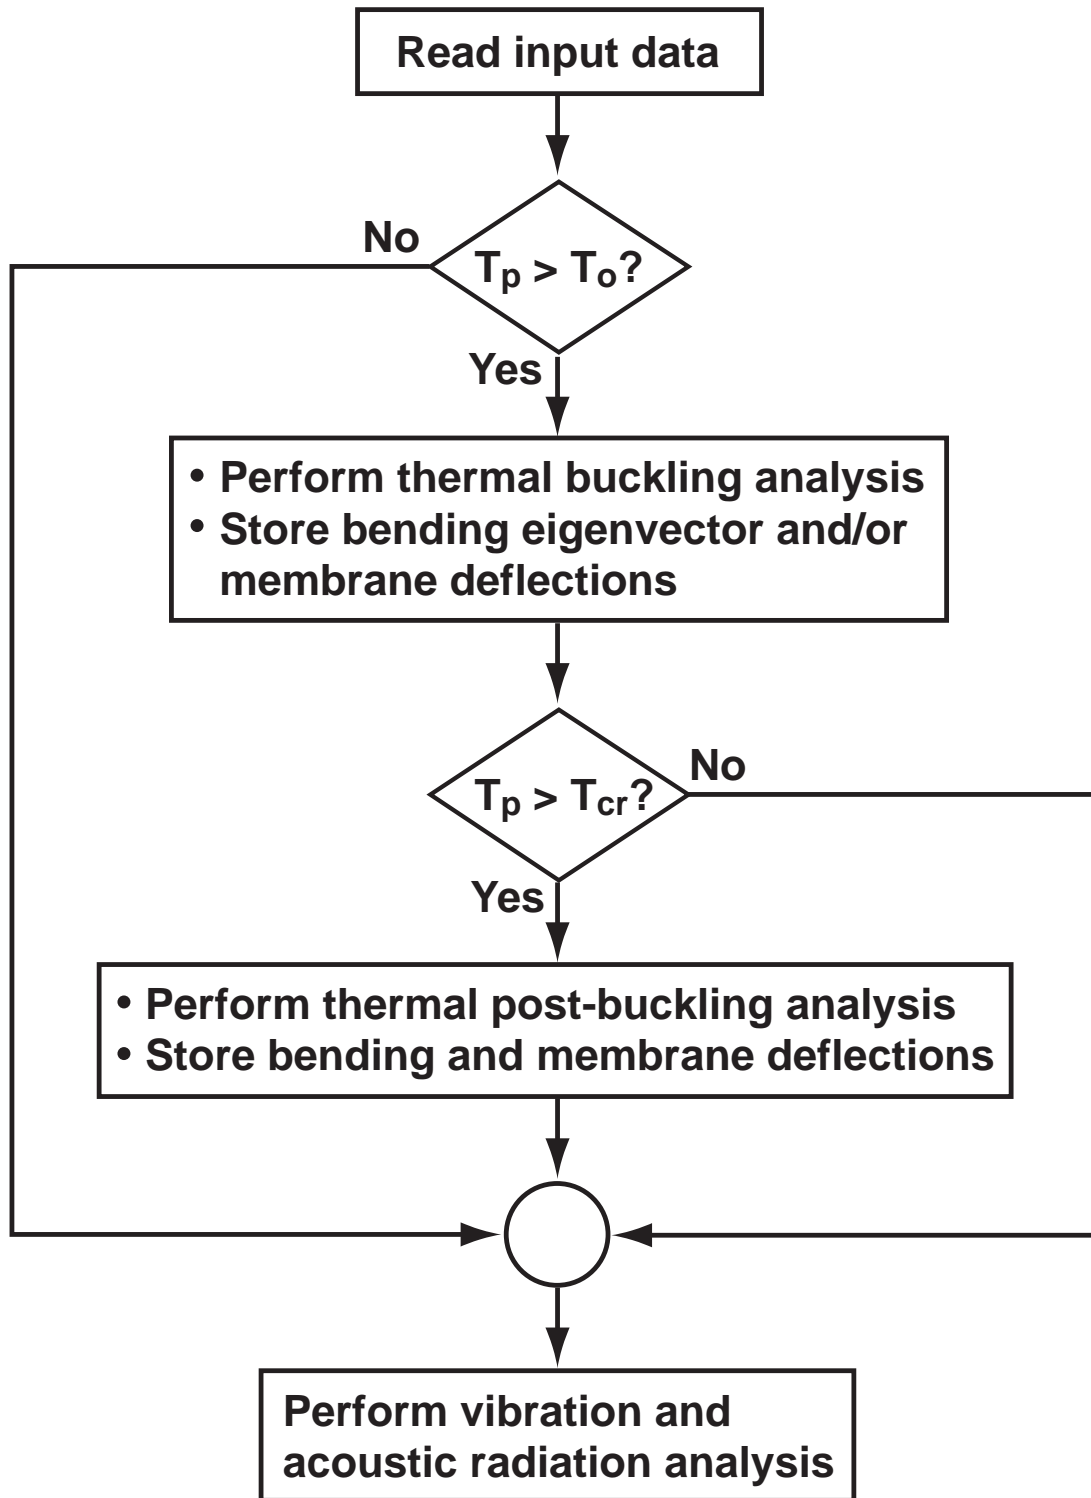 Read input data
No
Tp > To?
Yes
• Perform thermal buckling analysis
• Store bending eigenvector and/or
membrane deflections
No
Tp > Tcr?
Yes
• Perform thermal post-buckling analysis
• Store bending and membrane deflections
Perform vibration and
acoustic radiation analysis